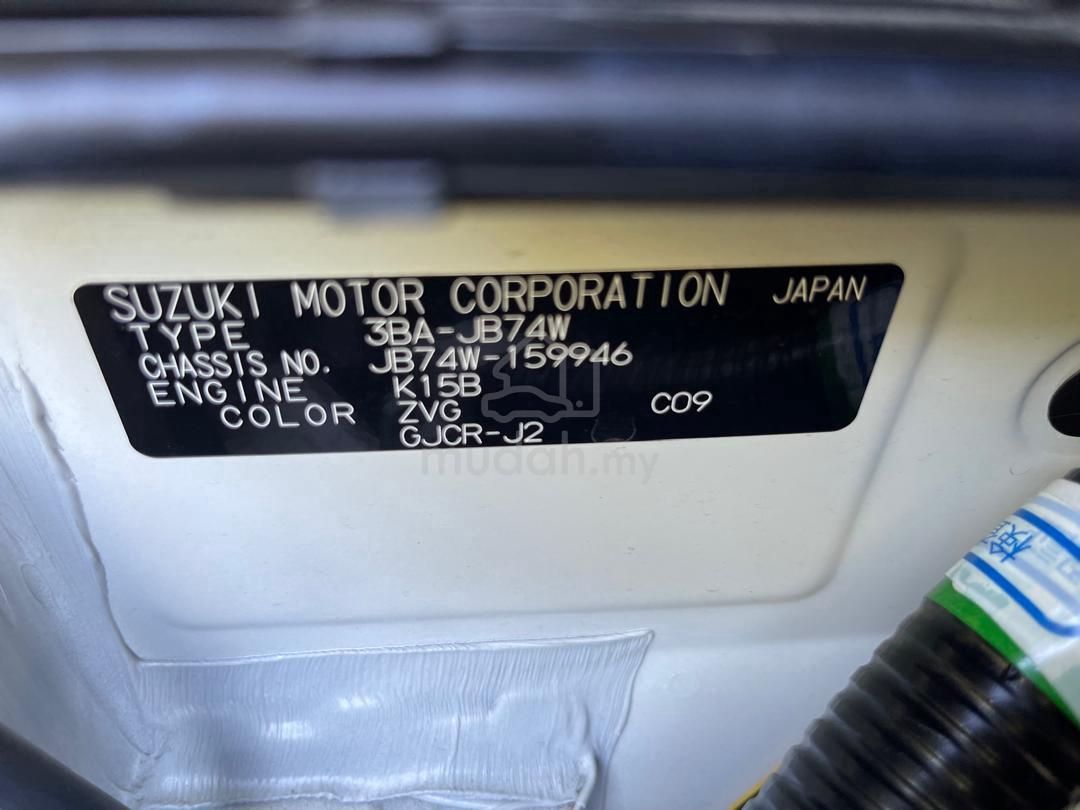 SUZUKI MOTOR CORPORATION JAPAN
TYPE 3BA-JB74W
CHASSIS NO. JB74W-159946
ENGINE K15B
COLOR ZVG C09
GJCR-J2
mudah.my
検